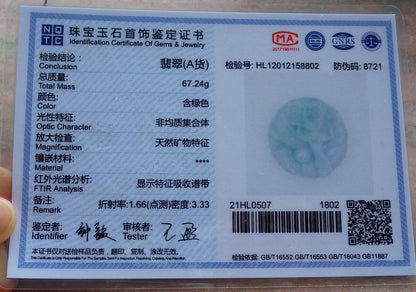 NGTC
珠宝玉石首饰鉴定证书
Identification Certificate Of Gems & Jewelry
MA
GSRS
检验结论:
Conclusion
翡翠(A货)
检验号: HL12012158802
防伪码: 8721
总质量:
Total Mass
67.24g
颜色:
Color
含绿色
光性特征:
Optic Character
非均质集合体
放大检查:
Magnification
天然矿物特征
镶嵌材料:
Material
****
红外光谱分析:
FTIR Analysis
显示特征吸收谱带
备注:
Remark
折射率:1.66(点测)密度:3.33
21HL0507
1802
鉴定者:
Identifier
审核者:
Tester
本证书仅对送检样品负责、翻印、复制、涂改无效。
检验依据: GB/T16552 GB/T16553 GB/T18043 GB11887